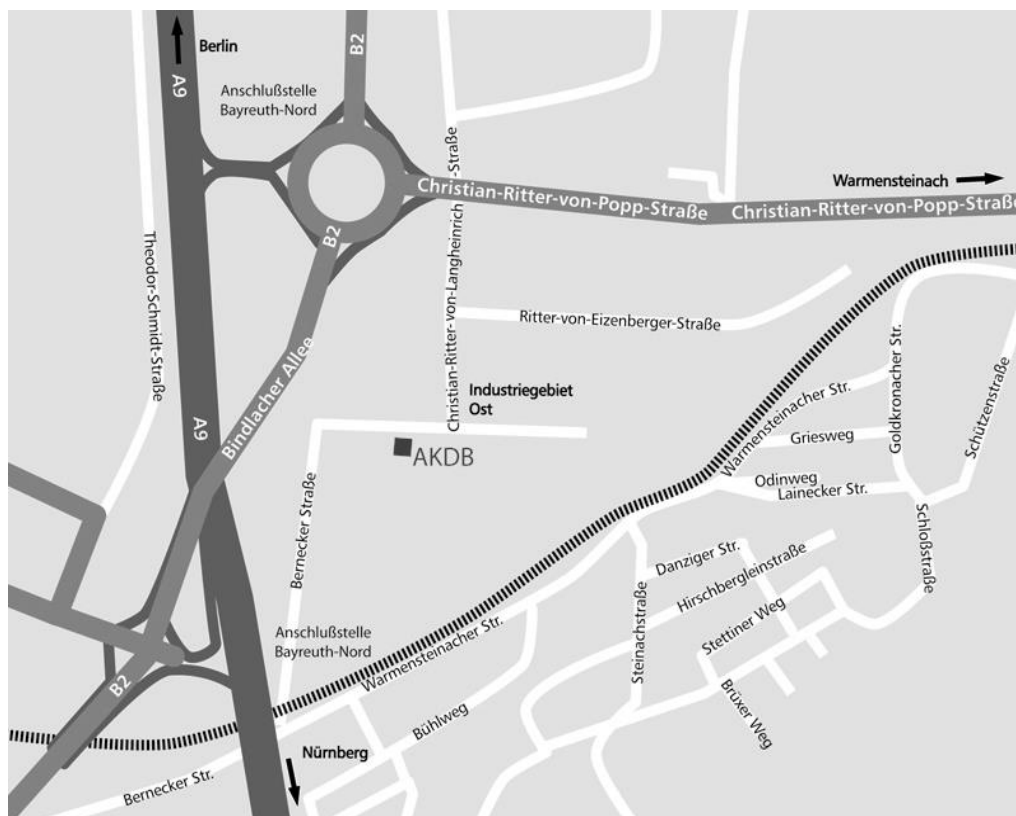 B2
Berlin
A9
Anschlußstelle
Bayreuth-Nord
Christian-Ritter-von-Langheinrich-Straße
Warmensteinach
Christian-Ritter-von-Popp-Straße
Christian-Ritter-von-Popp-Straße
B2
Theodor-Schmidt-Straße
Ritter-von-Eizenberger-Straße
Bindlacher Allee
Goldkronacher Str.
Schützenstraße
Industriegebiet
Ost
Warmensteinacher Str.
A9
Griesweg
AKDB
Odinweg
Lainecker Str.
Bernecker Straße
Schloßstraße
Danziger Str.
Hirschbergleinstraße
Steinachstraße
Stettiner Weg
Anschlußstelle
Bayreuth-Nord
Warmensteinacher Str.
B2
Brüxer Weg
Bühlweg
Nürnberg
Bernecker Str.